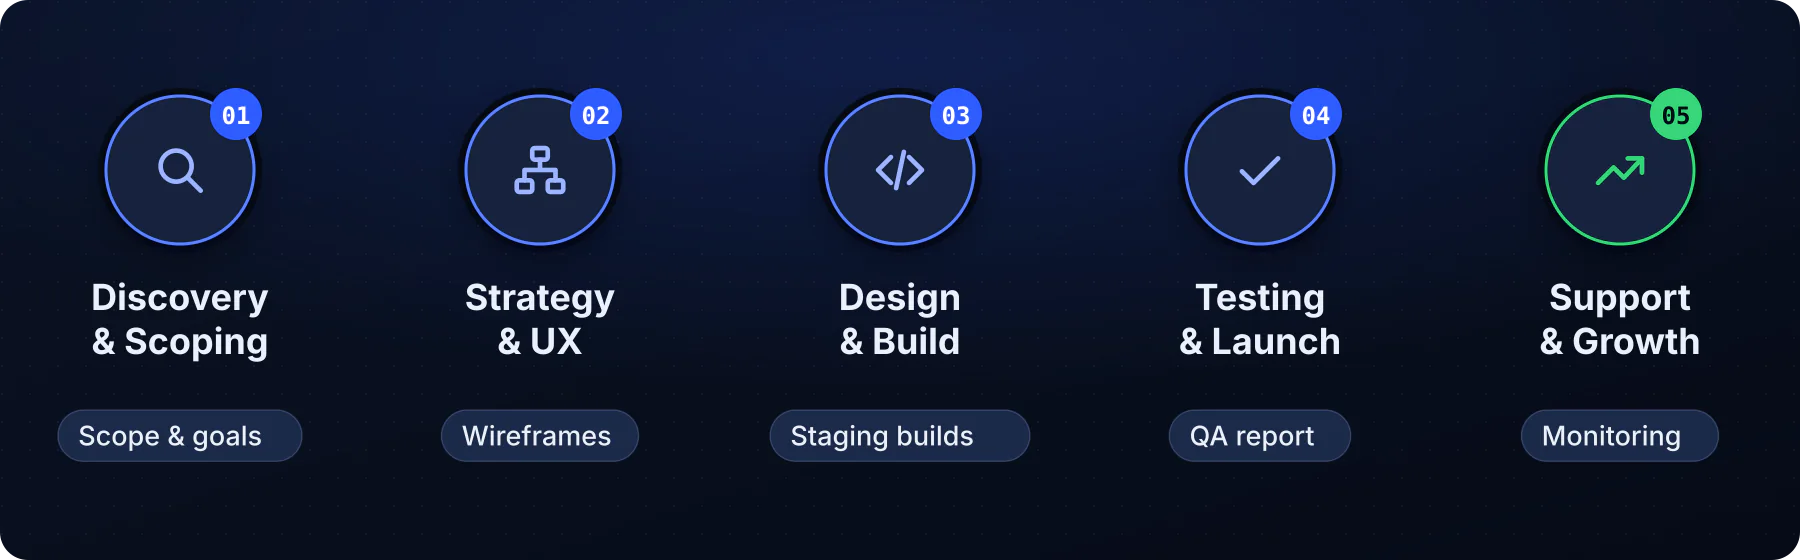 01
Discovery
& Scoping
Scope & goals
02
Strategy
& UX
Wireframes
03
Design
& Build
Staging builds
04
Testing
& Launch
QA report
05
Support
& Growth
Monitoring